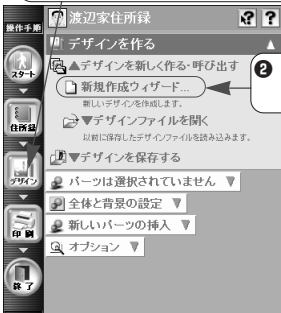 操作手順
渡辺家住所録
? ?
デザインを作る ▲
▲デザインを新しく作る・呼び出す
新規作成ウィザード...
新しいデザインを作成します。
▼デザインファイルを開く
以前に保存したデザインファイルを読み込みます。
▼デザインを保存する
パーツは選択されていません ▼
全体と背景の設定 ▼
新しいパーツの挿入 ▼
オプション ▼
スタート
住所録
デザイン
印刷
終了
❷